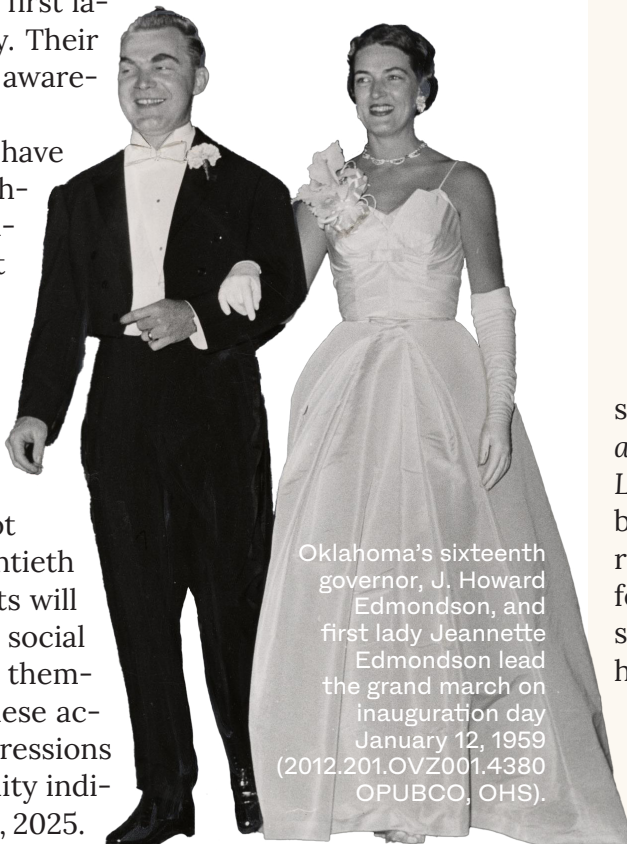 first la-
y. Their
aware-
have
h-
t
ot
ntieth
ts will
social
them-
ese ac-
ressions
ity indi-
, 2025.
Oklahoma's sixteenth
governor, J. Howard
Edmondson, and
first lady Jeannette
Edmondson lead
the grand march on
inauguration day
January 12, 1959
(2012.201.OVZ001.4380
OPUBCO, OHS).
s
a
L
b
r
f
s
h